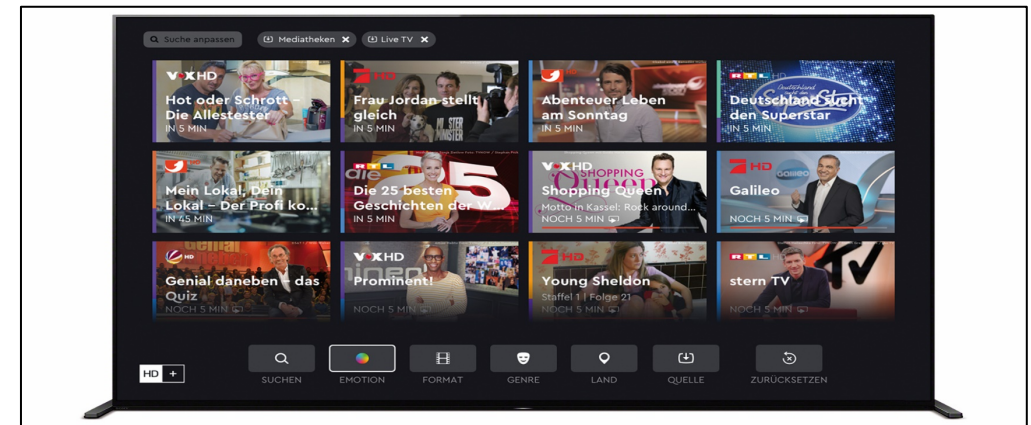 Suche anpassen
Mediatheken
Live TV
VOXHD
Hot oder Schrott –
Die Allestester
IN 5 MIN
HD
Frau Jordan stellt
gleich
IN 5 MIN
Abenteuer Leben
am Sonntag
IN 5 MIN
RTL HD
Deutschland sucht
den Superstar
IN 5 MIN
Mein Lokal, Dein
Lokal – Der Profi ko...
IN 45 MIN
RTL
Die 25 besten
Geschichten der W...
IN 5 MIN
VOXHD
SHOPPING
Queen
Shopping Queen
Motto in Kassel: Rock around...
NOCH 5 MIN
HD
Galileo
Galileo
NOCH 5 MIN
HD
Genial daneben – das
Quiz
NOCH 5 MIN
VOXHD
Prominent!
NOCH 5 MIN
HD
Young Sheldon
Staffel 1 | Folge 21
NOCH 5 MIN
RTL
stern TV
NOCH 5 MIN
HD +
SUCHEN
EMOTION
FORMAT
GENRE
LAND
QUELLE
ZURÜCKSETZEN